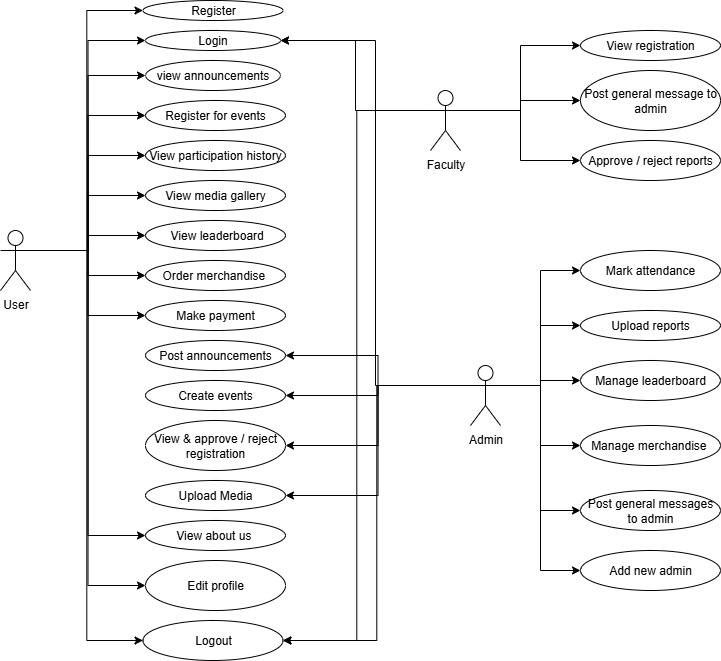 Register
Login
view announcements
Register for events
View participation history
View media gallery
View leaderboard
Order merchandise
Make payment
Post announcements
Create events
View & approve / reject
registration
Upload Media
View about us
Edit profile
Logout
User
Faculty
View registration
Post general message to
admin
Approve / reject reports
Admin
Mark attendance
Upload reports
Manage leaderboard
Manage merchandise
Post general messages
to admin
Add new admin